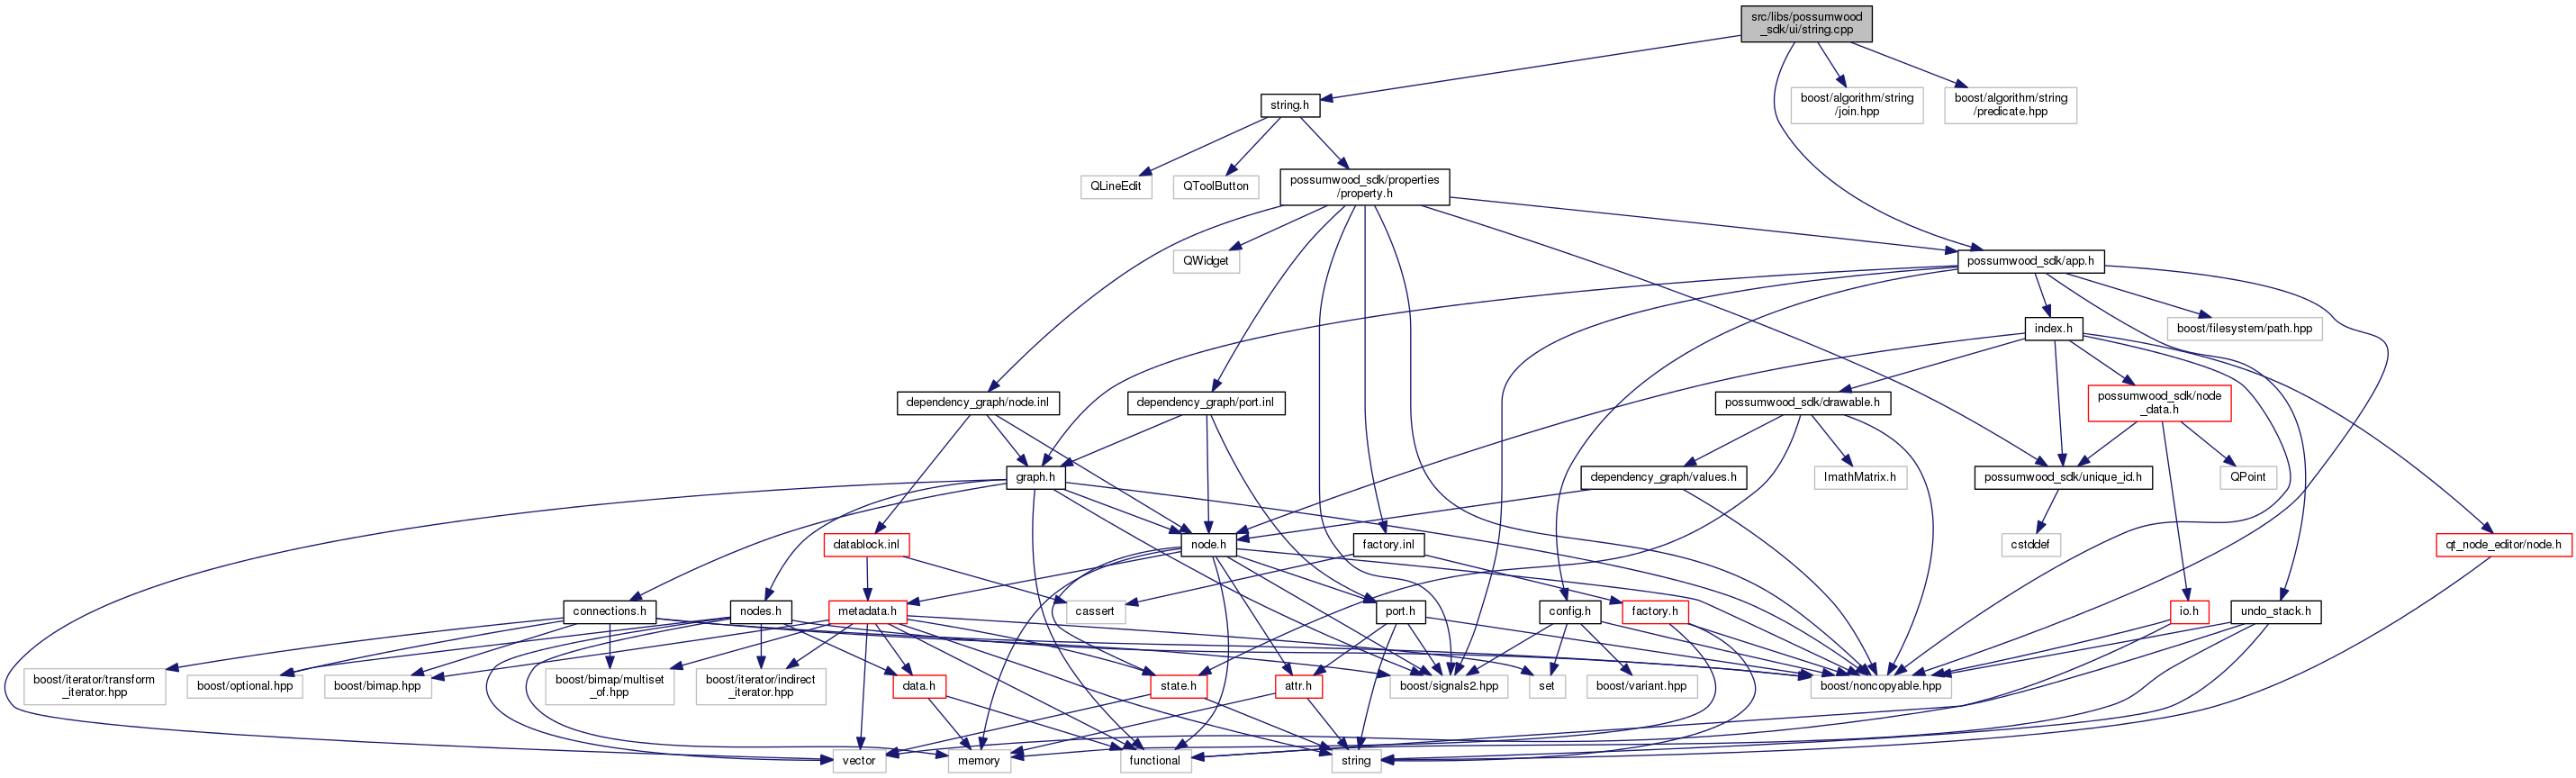 src/libs/possumwood
_sdk/ui/string.cpp
string.h
boost/algorithm/string
/join.hpp
boost/algorithm/string
/predicate.hpp
QLineEdit
QToolButton
possumwood_sdk/properties
/property.h
QWidget
possumwood_sdk/app.h
index.h
boost/filesystem/path.hpp
dependency_graph/node.inl
dependency_graph/port.inl
possumwood_sdk/drawable.h
possumwood_sdk/node
_data.h
graph.h
dependency_graph/values.h
ImathMatrix.h
possumwood_sdk/unique_id.h
QPoint
datablock.inl
node.h
factory.inl
cstddef
qt_node_editor/node.h
connections.h
nodes.h
metadata.h
cassert
port.h
config.h
factory.h
io.h
undo_stack.h
boost/iterator/transform
_iterator.hpp
boost/optional.hpp
boost/bimap.hpp
boost/bimap/multiset
_of.hpp
boost/iterator/indirect
_iterator.hpp
data.h
state.h
attr.h
boost/signals2.hpp
set
boost/variant.hpp
boost/noncopyable.hpp
vector
memory
functional
string